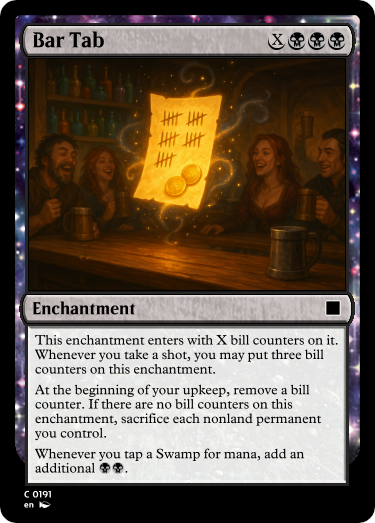 Bar Tab X
Enchantment
This enchantment enters with X bill counters on it.
Whenever you take a shot, you may put three bill
counters on this enchantment.
At the beginning of your upkeep, remove a bill
counter. If there are no bill counters on this
enchantment, sacrifice each nonland permanent
you control.
Whenever you tap a Swamp for mana, add an
additional .
C 0191
en